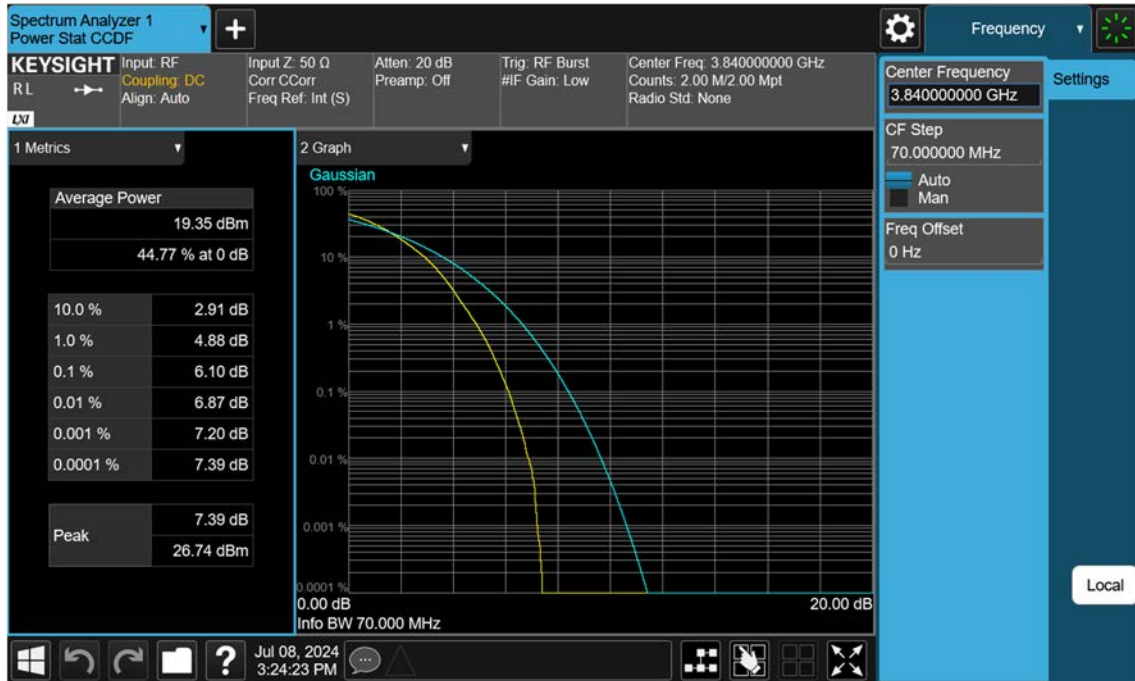 Spectrum Analyzer 1
Power Stat CCDF
Frequency
KEYSIGHT
RL
LXI
Input: RF
Coupling: DC
Align: Auto
Input Z: 50 Ω
Corr CCorr
Freq Ref: Int (S)
Atten: 20 dB
Preamp: Off
Trig: RF Burst
#IF Gain: Low
Center Freq: 3.840000000 GHz
Counts: 2.00 M/2.00 Mpt
Radio Std: None
Center Frequency
3.840000000 GHz
Settings
CF Step
70.000000 MHz
Auto
Man
Freq Offset
0 Hz
Local
1 Metrics
Average Power
19.35 dBm
44.77 % at 0 dB
10.0 % 2.91 dB
1.0 % 4.88 dB
0.1 % 6.10 dB
0.01 % 6.87 dB
0.001 % 7.20 dB
0.0001 % 7.39 dB
Peak
7.39 dB
26.74 dBm
2 Graph
Gaussian
100 %
10 %
1 %
0.1 %
0.01 %
0.001 %
0.0001 %
0.00 dB 20.00 dB
Info BW 70.000 MHz
?
Jul 08, 2024
3:24:23 PM